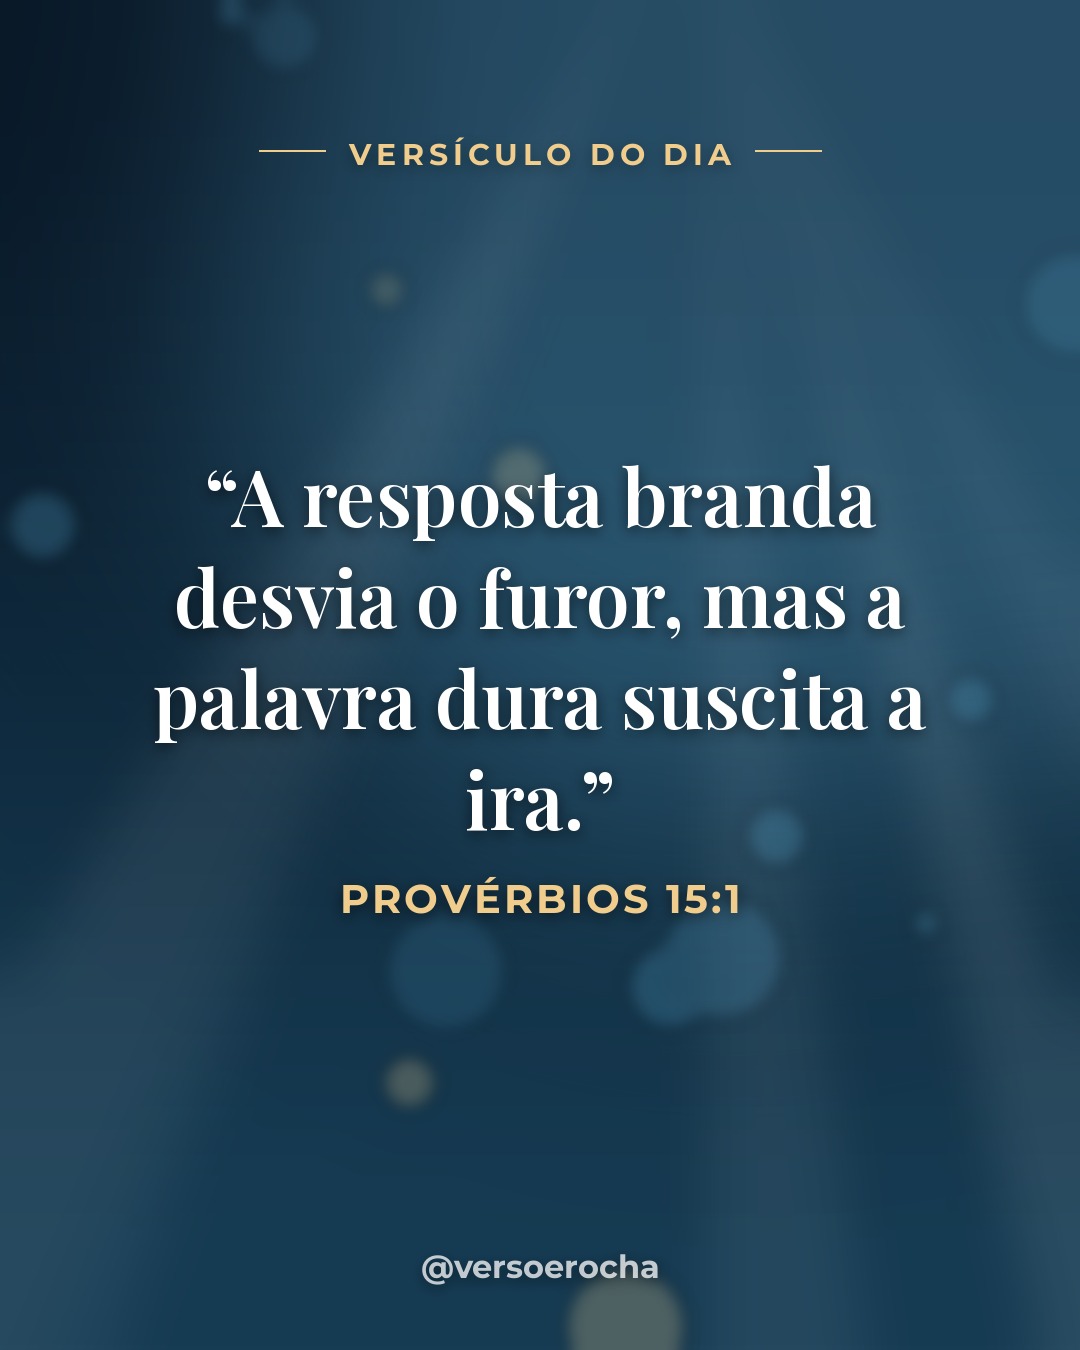 VERSÍCULO DO DIA
“A resposta branda
desvia o furor, mas a
palavra dura suscita a
ira.”
PROVÉRBIOS 15:1
@versoerocha